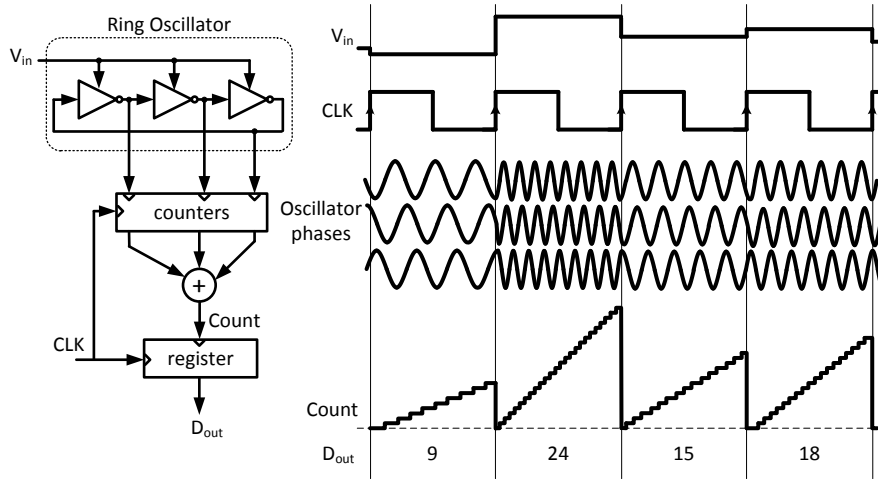 Ring Oscillator
V_in
counters
+
Count
CLK
register
D_out
V_in
CLK
Oscillator
phases
Count
D_out 9 24 15 18